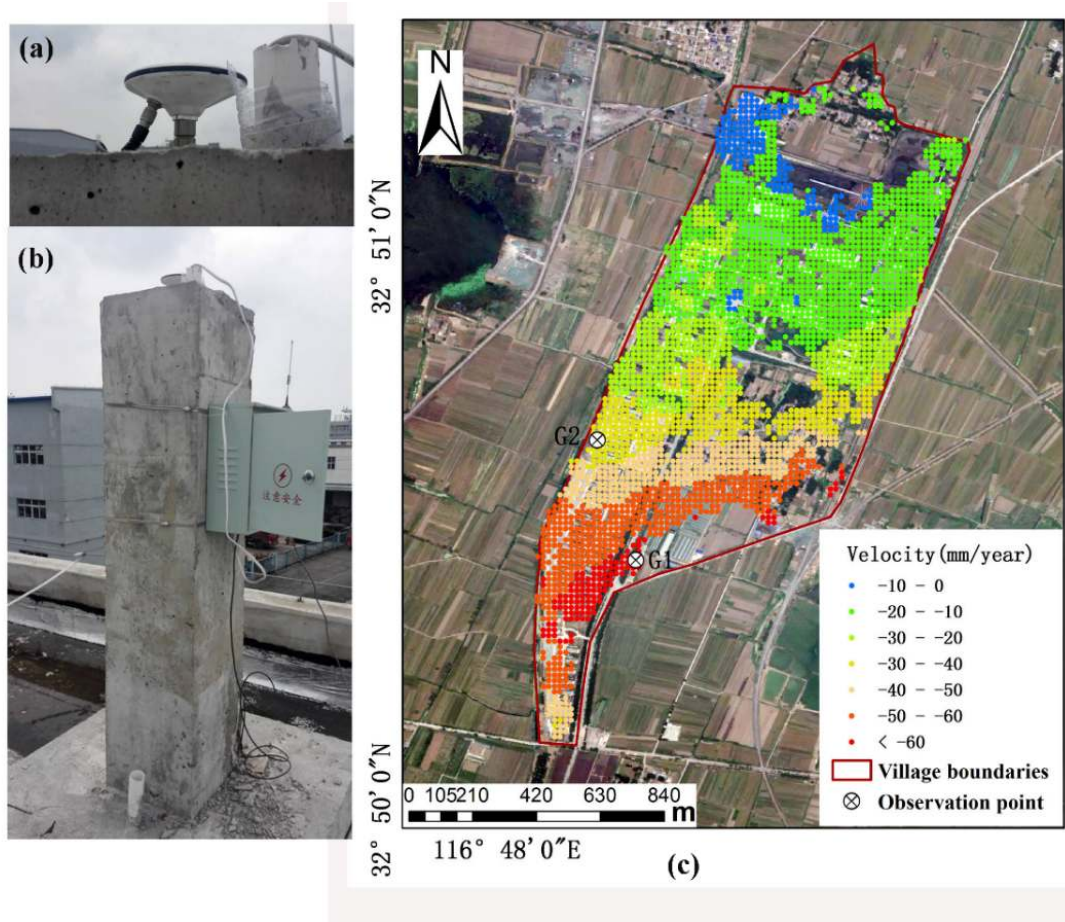 (a)
(b)
注意安全
N
32° 51′0″N
32° 50′0″N
116° 48′0″E
G2
G1
Velocity(mm/year)
-10 - 0
-20 - -10
-30 - -20
-30 - -40
-40 - -50
-50 - -60
< -60
Village boundaries
Observation point
0 105210 420 630 840
m
(c)